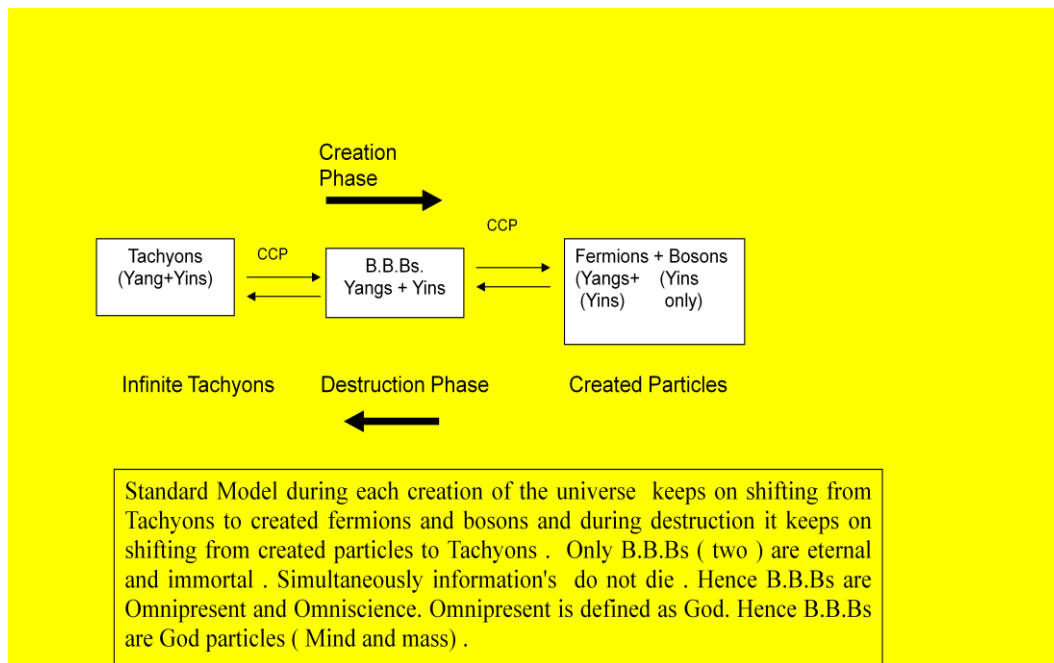 Creation
Phase
CCP
Tachyons
(Yang+Yins)
CCP
B.B.Bs.
Yangs + Yins
Fermions + Bosons
(Yangs+ (Yins
(Yins) only)
Infinite Tachyons
Destruction Phase
Created Particles
Standard Model during each creation of the universe keeps on shifting from
Tachyons to created fermions and bosons and during destruction it keeps on
shifting from created particles to Tachyons . Only B.B.Bs ( two ) are eternal
and immortal . Simultaneously information's do not die . Hence B.B.Bs are
Omnipresent and Omniscience. Omnipresent is defined as God. Hence B.B.Bs
are God particles ( Mind and mass) .